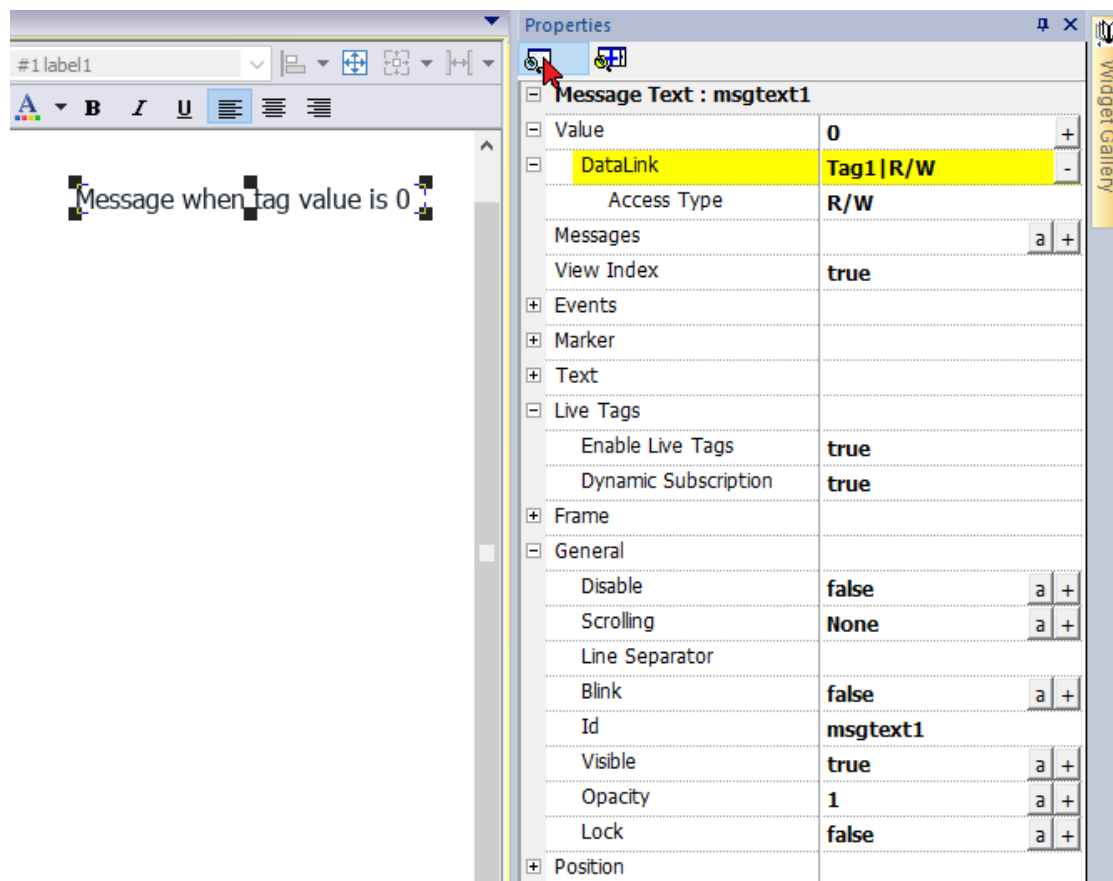 Properties
#1 label1
A B I U
Message when tag value is 0
Message Text : msgtext1
Value 0 +
DataLink Tag1|R/W -
Access Type R/W
Messages a +
View Index true
Events
Marker
Text
Live Tags
Enable Live Tags true
Dynamic Subscription true
Frame
General
Disable false a +
Scrolling None a +
Line Separator
Blink false a +
Id msgtext1
Visible true a +
Opacity 1 a +
Lock false a +
Position
Widget Gallery